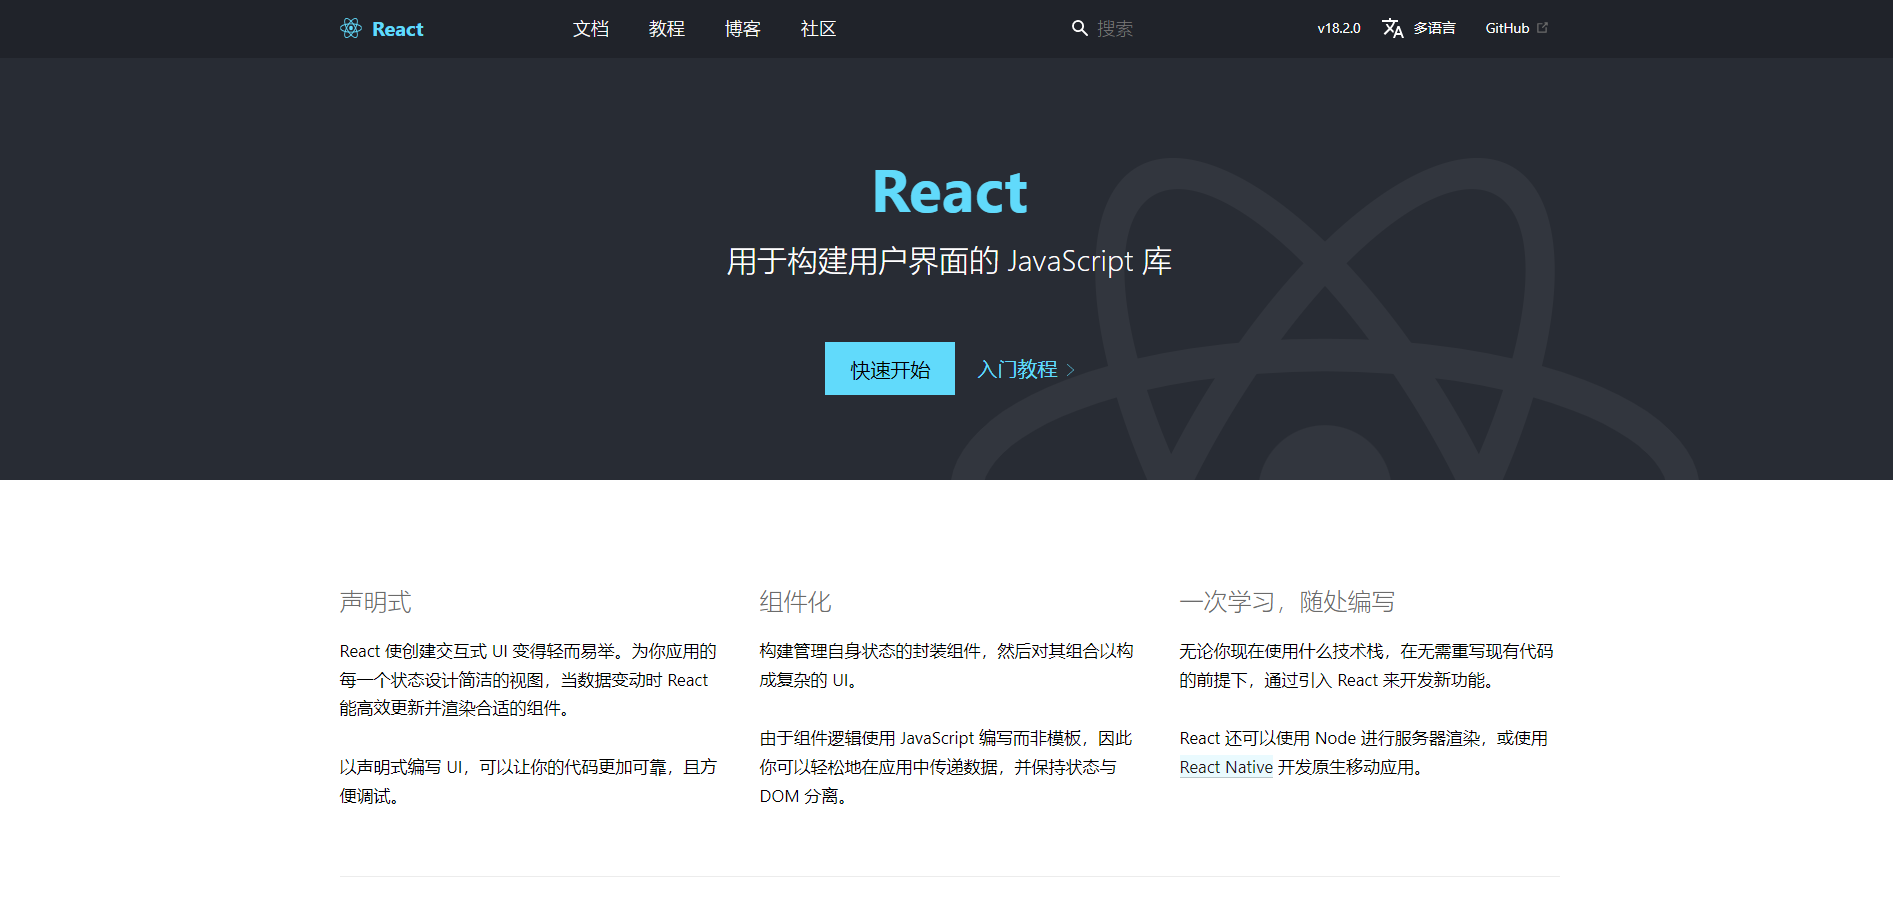 React 文档 教程 博客 社区 搜索 v18.2.0 多语言 GitHub
React
用于构建用户界面的 JavaScript 库
快速开始 入门教程
声明式
React 使创建交互式 UI 变得轻而易举。为你应用的
每一个状态设计简洁的视图，当数据变动时 React
能高效更新并渲染合适的组件。
以声明式编写 UI，可以让你的代码更加可靠，且方
便调试。
组件化
构建管理自身状态的封装组件，然后对其组合以构
成复杂的 UI。
由于组件逻辑使用 JavaScript 编写而非模板，因此
你可以轻松地在应用中传递数据，并保持状态与
DOM 分离。
一次学习，随处编写
无论你现在使用什么技术栈，在无需重写现有代码
的前提下，通过引入 React 来开发新功能。
React 还可以使用 Node 进行服务器渲染，或使用
React Native 开发原生移动应用。